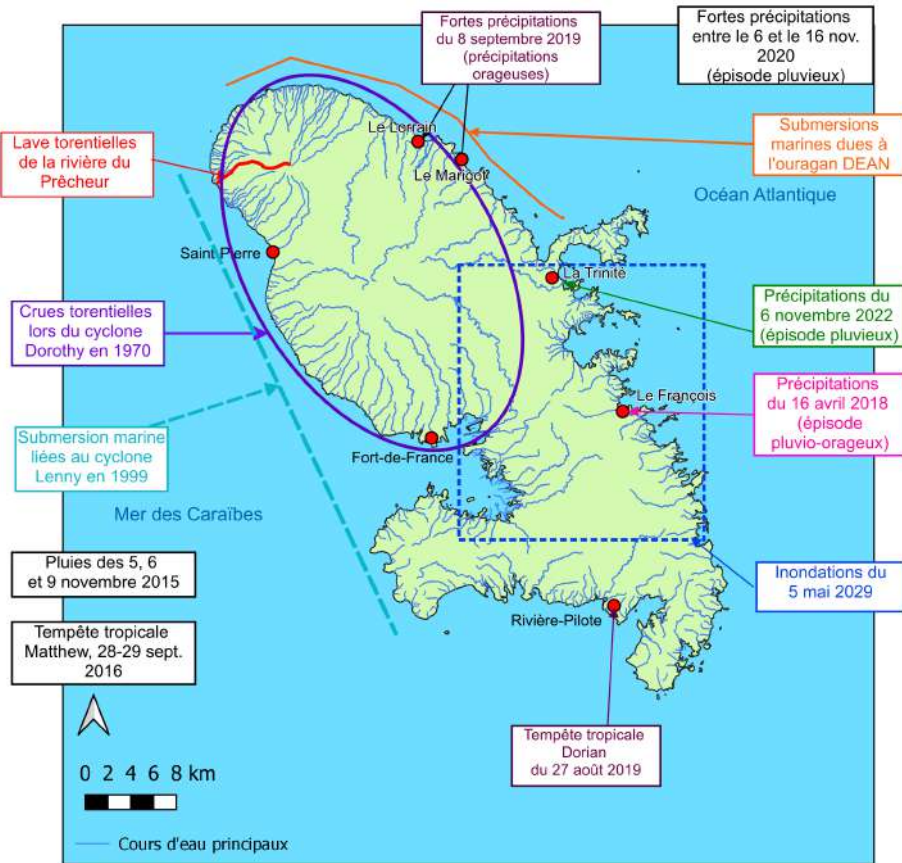 Fortes précipitations
du 8 septembre 2019
(précipitations
orageuses)
Fortes précipitations
entre le 6 et le 16 nov.
2020
(épisode pluvieux)
Lave torentielles
de la rivière du
Prêcheur
Le Lorrain
Le Marigot
Submersions
marines dues à
l'ouragan DEAN
Océan Atlantique
Saint-Pierre
La Trinité
Crues torentielles
lors du cyclone
Dorothy en 1970
Précipitations du
6 novembre 2022
(épisode pluvieux)
Le François
Précipitations
du 16 avril 2018
(épisode
pluvio-orageux)
Submersion marine
liées au cyclone
Lenny en 1999
Fort-de-France
Mer des Caraïbes
Pluies des 5, 6
et 9 novembre 2015
Inondations du
5 mai 2029
Rivière-Pilote
Tempête tropicale
Matthew, 28-29 sept.
2016
Tempête tropicale
Dorian
du 27 août 2019
0 2 4 6 8 km
Cours d'eau principaux